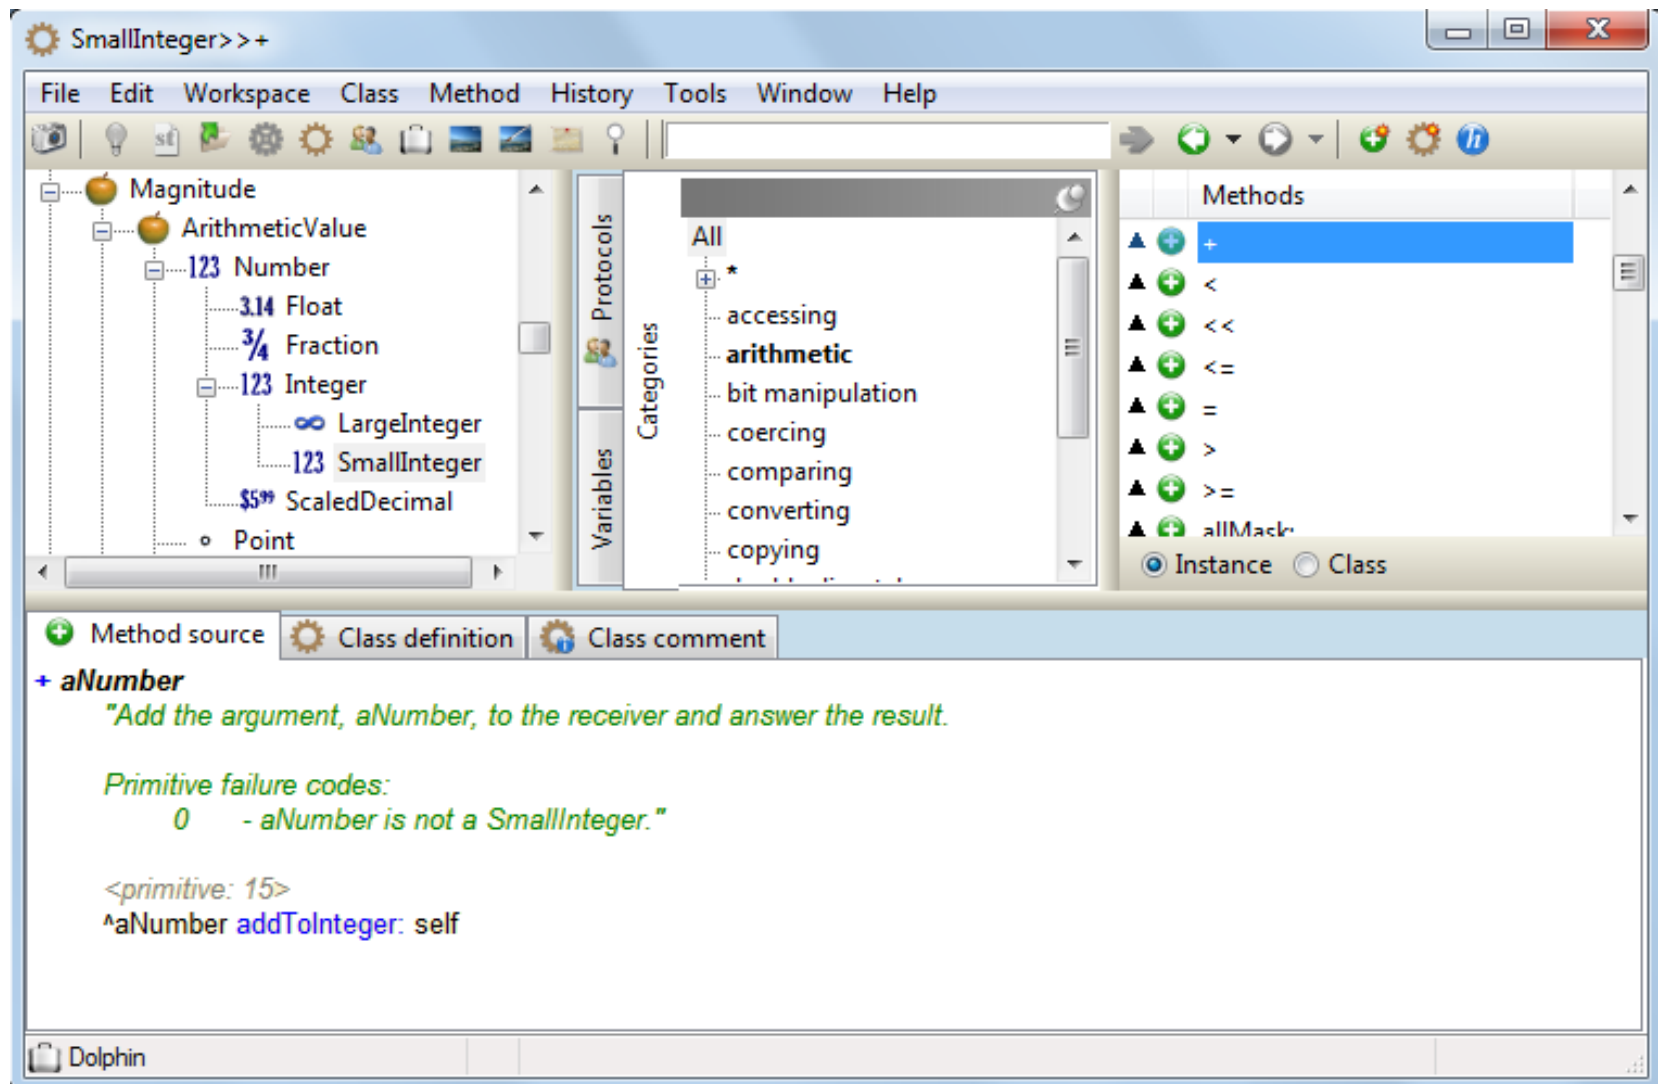 SmallInteger>>+
File Edit Workspace Class Method History Tools Window Help
Magnitude
ArithmeticValue
123 Number
3.14 Float
3/4 Fraction
123 Integer
∞ LargeInteger
123 SmallInteger
$5.99 ScaledDecimal
Point
Protocols
Variables
Categories
All
*
accessing
arithmetic
bit manipulation
coercing
comparing
converting
copying
Methods
+
<
<<
<=
=
>
>=
allMask:
Instance Class
Method source Class definition Class comment
+ aNumber
"Add the argument, aNumber, to the receiver and answer the result.
Primitive failure codes:
0 - aNumber is not a SmallInteger."
<primitive: 15>
^aNumber addToInteger: self
Dolphin